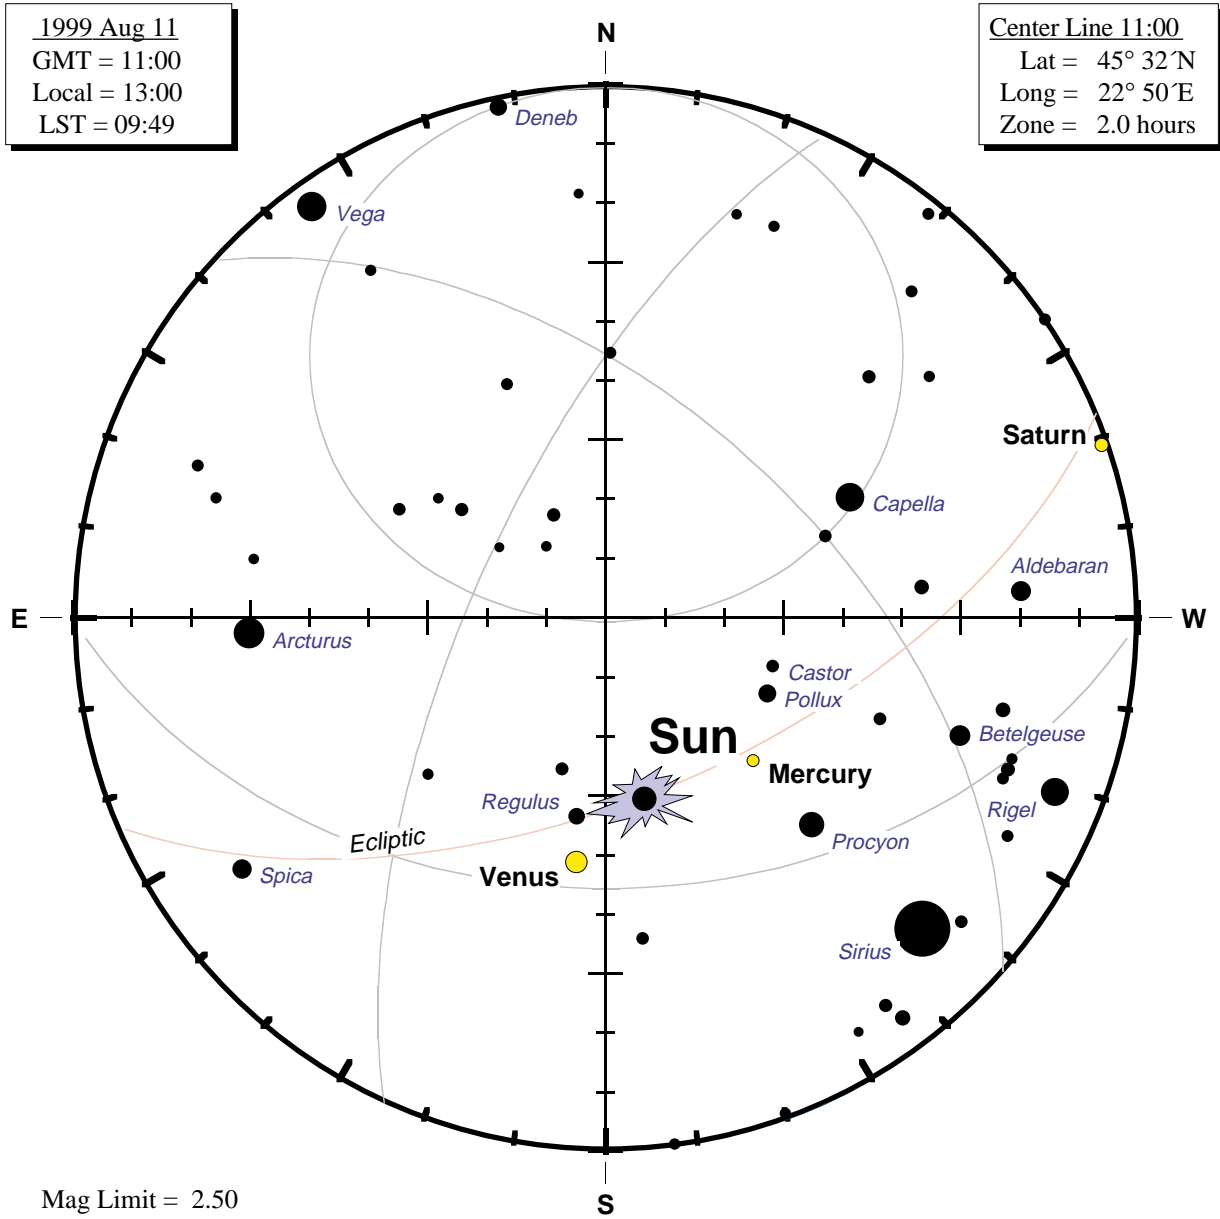 1999 Aug 11
GMT = 11:00
Local = 13:00
LST = 09:49
N
Center Line 11:00
Lat = 45° 32´N
Long = 22° 50´E
Zone = 2.0 hours
Deneb
Vega
Saturn
Capella
Aldebaran
E
W
Arcturus
Castor
Pollux
Sun
Betelgeuse
Mercury
Regulus
Rigel
Ecliptic
Procyon
Venus
Spica
Sirius
S
Mag Limit = 2.50